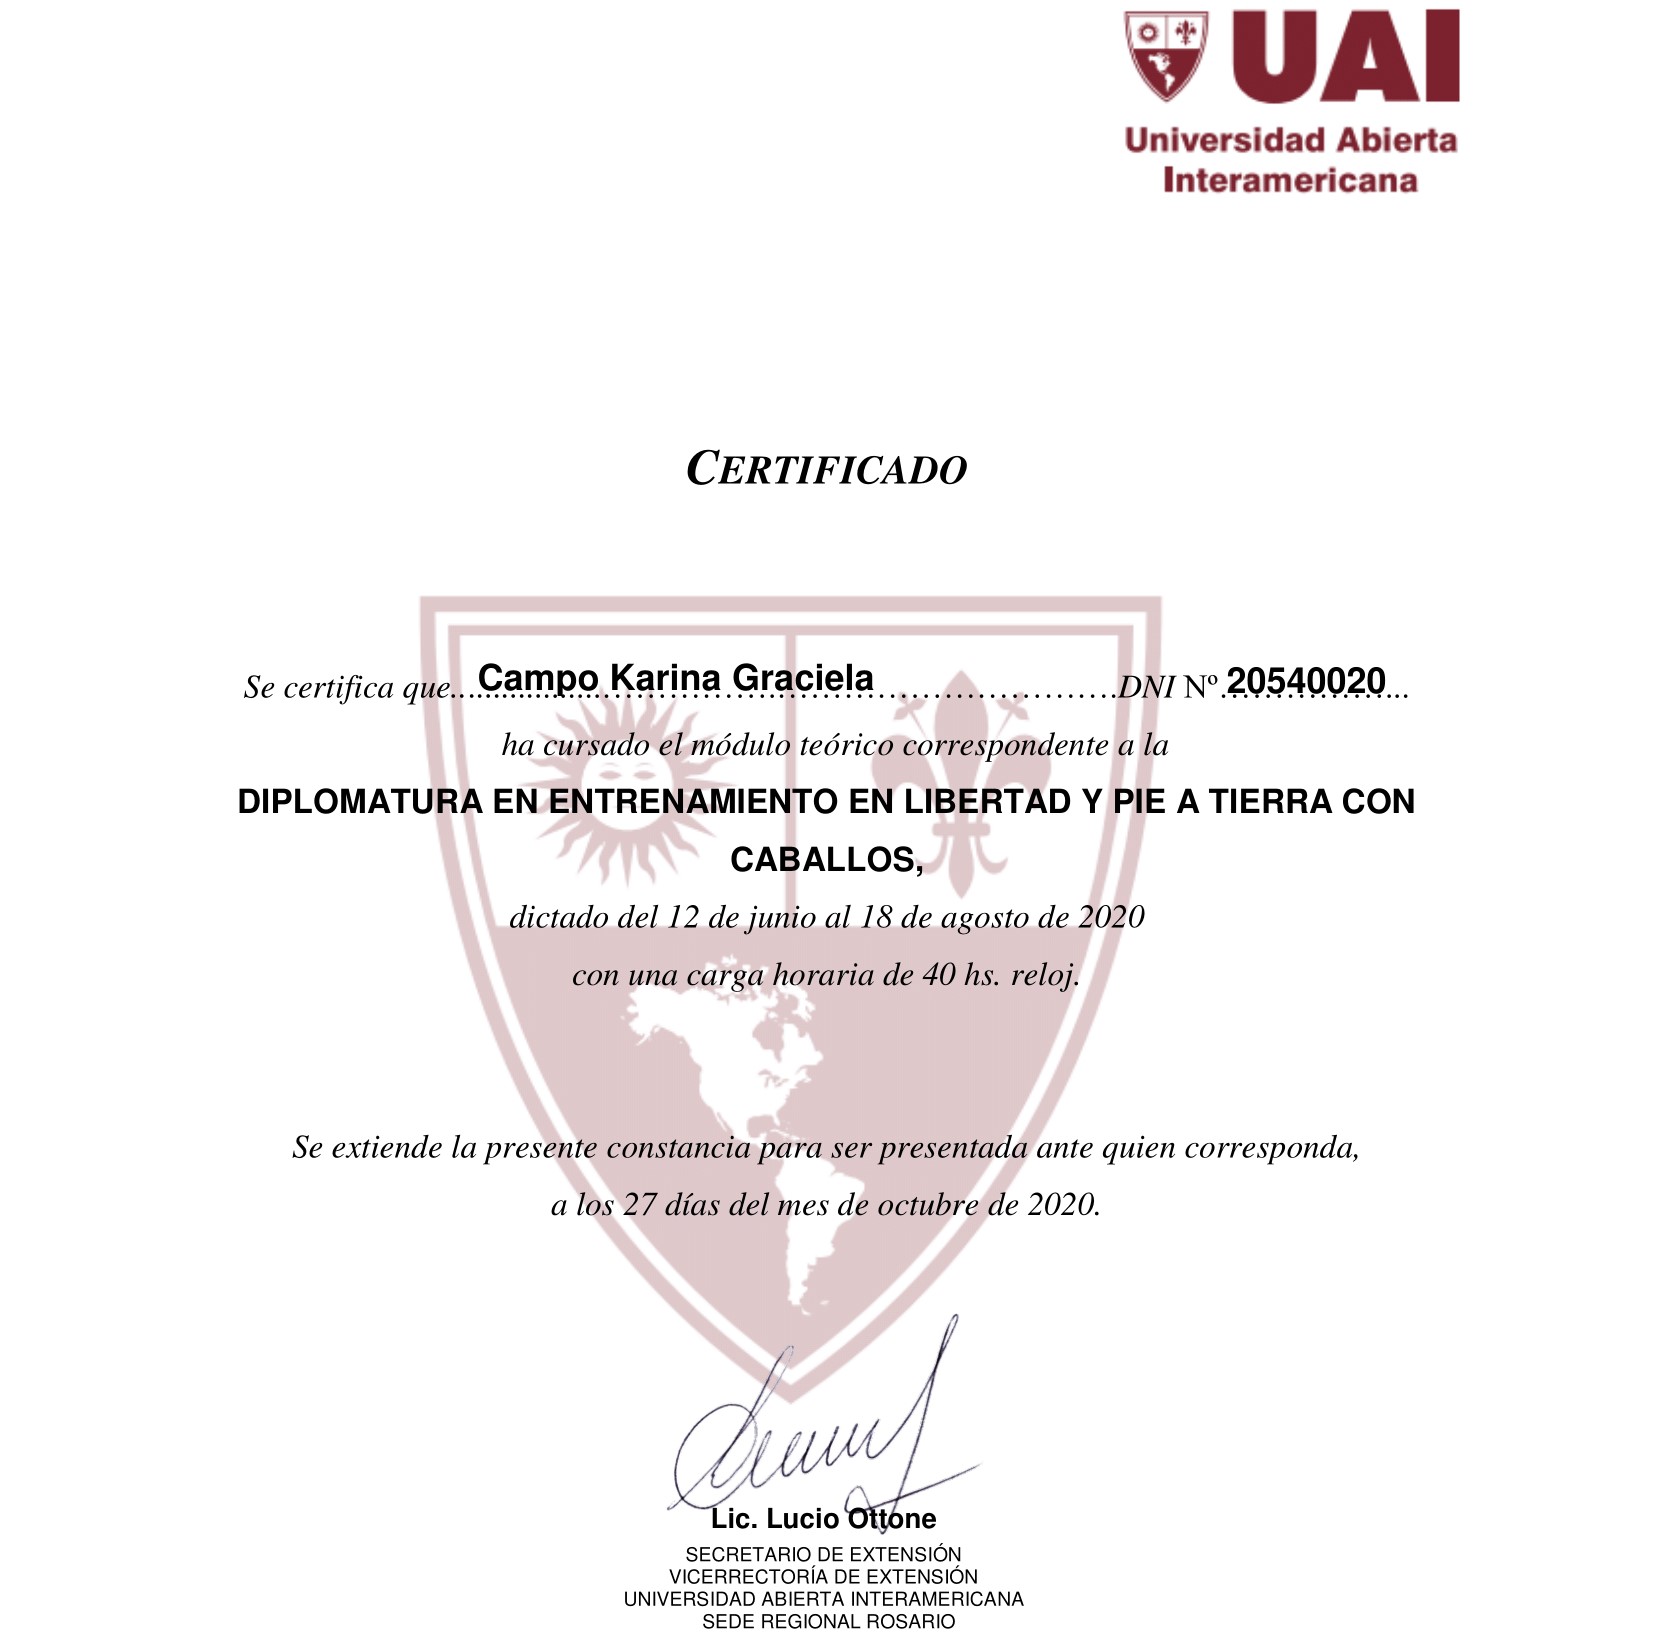 UAI
Universidad Abierta
Interamericana
CERTIFICADO
Se certifica que.....Campo Karina Graciela..............................DNI Nº 20540020...
ha cursado el módulo teórico correspondente a la
DIPLOMATURA EN ENTRENAMIENTO EN LIBERTAD Y PIE A TIERRA CON
CABALLOS,
dictado del 12 de junio al 18 de agosto de 2020
con una carga horaria de 40 hs. reloj.
Se extiende la presente constancia para ser presentada ante quien corresponda,
a los 27 días del mes de octubre de 2020.
Lic. Lucio Ottone
SECRETARIO DE EXTENSIÓN
VICERRECTORÍA DE EXTENSIÓN
UNIVERSIDAD ABIERTA INTERAMERICANA
SEDE REGIONAL ROSARIO